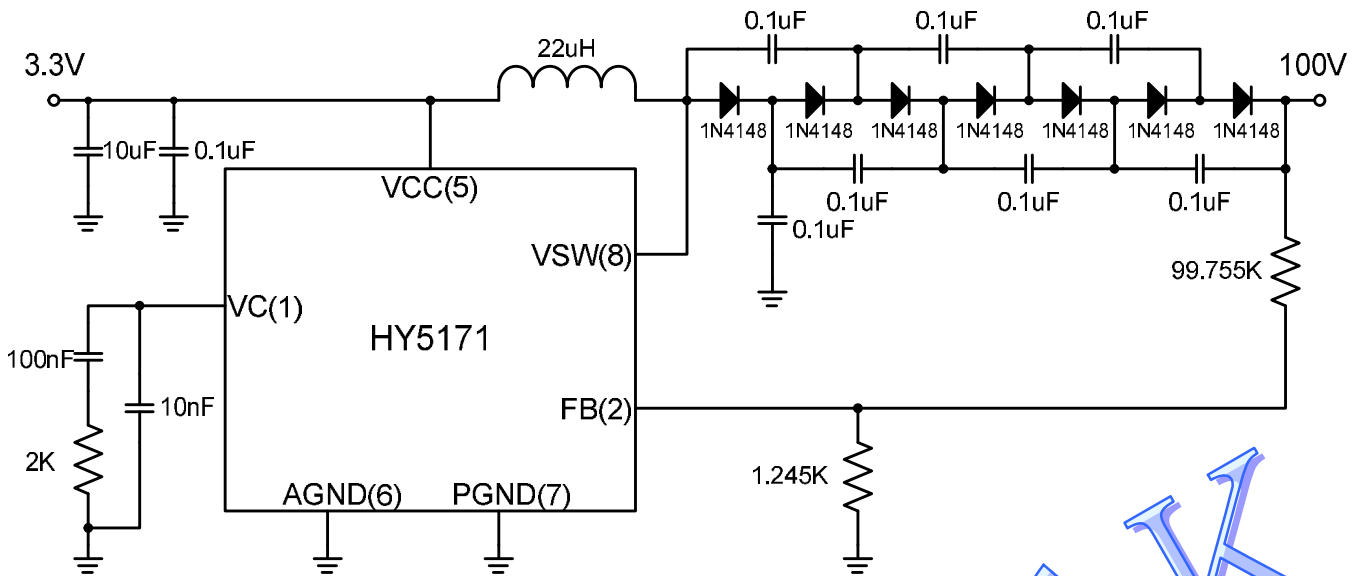 0.1uF 0.1uF 0.1uF
22uH
3.3V
100V
1N4148 1N4148 1N4148 1N4148 1N4148 1N4148 1N4148
10uF 0.1uF
VCC(5)
0.1uF 0.1uF 0.1uF
0.1uF
VSW(8)
99.755K
VC(1)
HY5171
100nF
10nF
FB(2)
2K
1.245K
AGND(6) PGND(7)